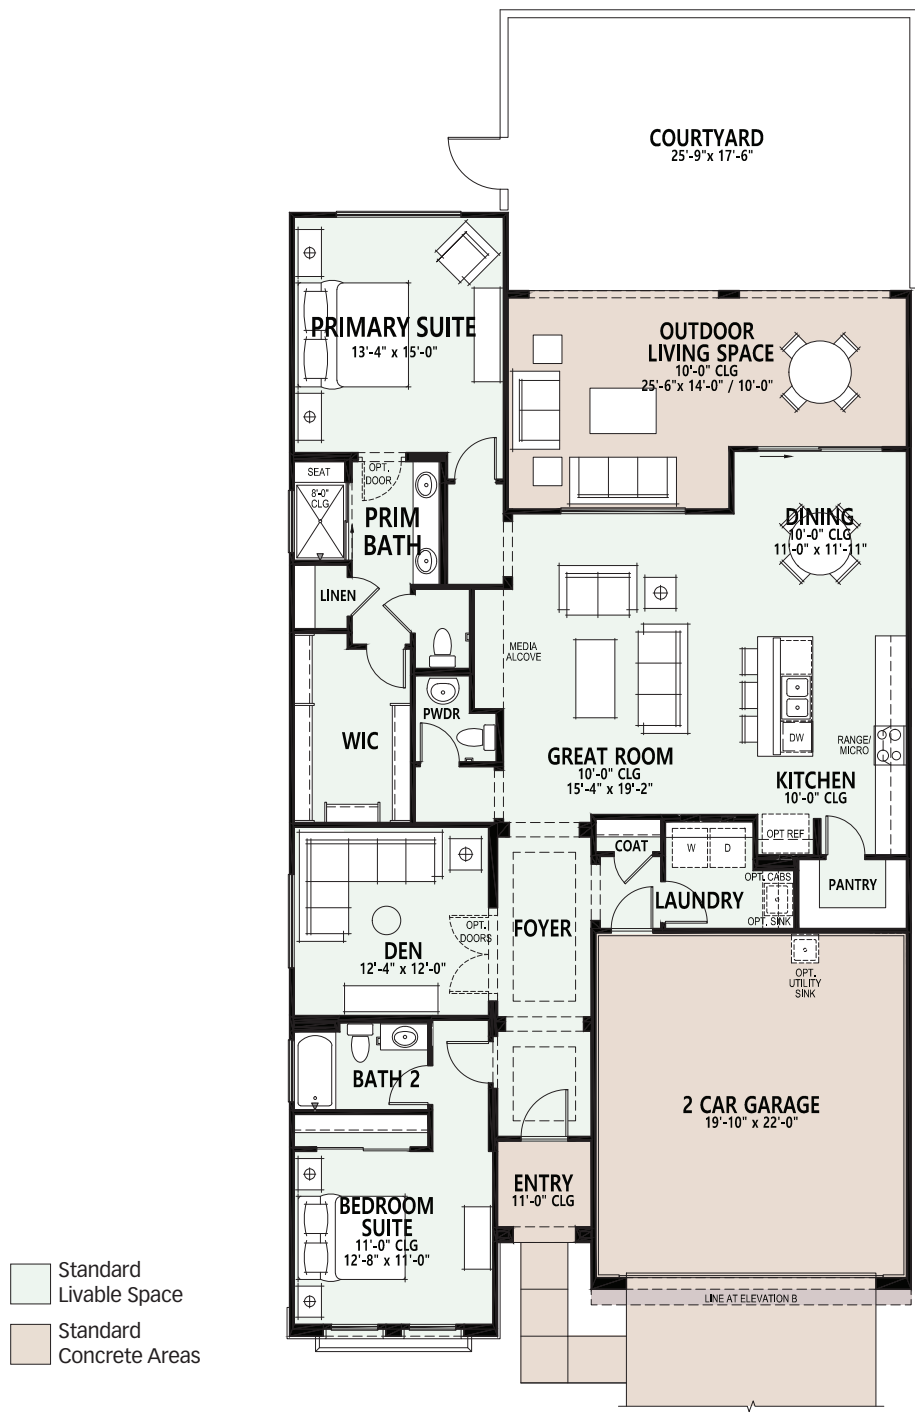 COURTYARD
25'-9"x 17'-6"
PRIMARY SUITE
13'-4" x 15'-0"
OUTDOOR
LIVING SPACE
10'-0" CLG
25'-6"x 14'-0" / 10'-0"
SEAT
8'-0"
CLG
OPT.
DOOR
PRIM
BATH
DINING
10'-0" CLG
11'-0" x 11'-11"
LINEN
MEDIA
ALCOVE
PWDR
WIC
GREAT ROOM
10'-0" CLG
15'-4" x 19'-2"
DW
RANGE/
MICRO
KITCHEN
10'-0" CLG
OPT REF
COAT
W
D
LAUNDRY
OPT. CABS
OPT. SINK
PANTRY
DEN
12'-4" x 12'-0"
OPT.
DOORS
FOYER
OPT.
UTILITY
SINK
BATH 2
2 CAR GARAGE
19'-10" x 22'-0"
ENTRY
11'-0" CLG
BEDROOM
SUITE
11'-0" CLG
12'-8" x 11'-0"
LINE AT ELEVATION B
Standard
Livable Space
Standard
Concrete Areas